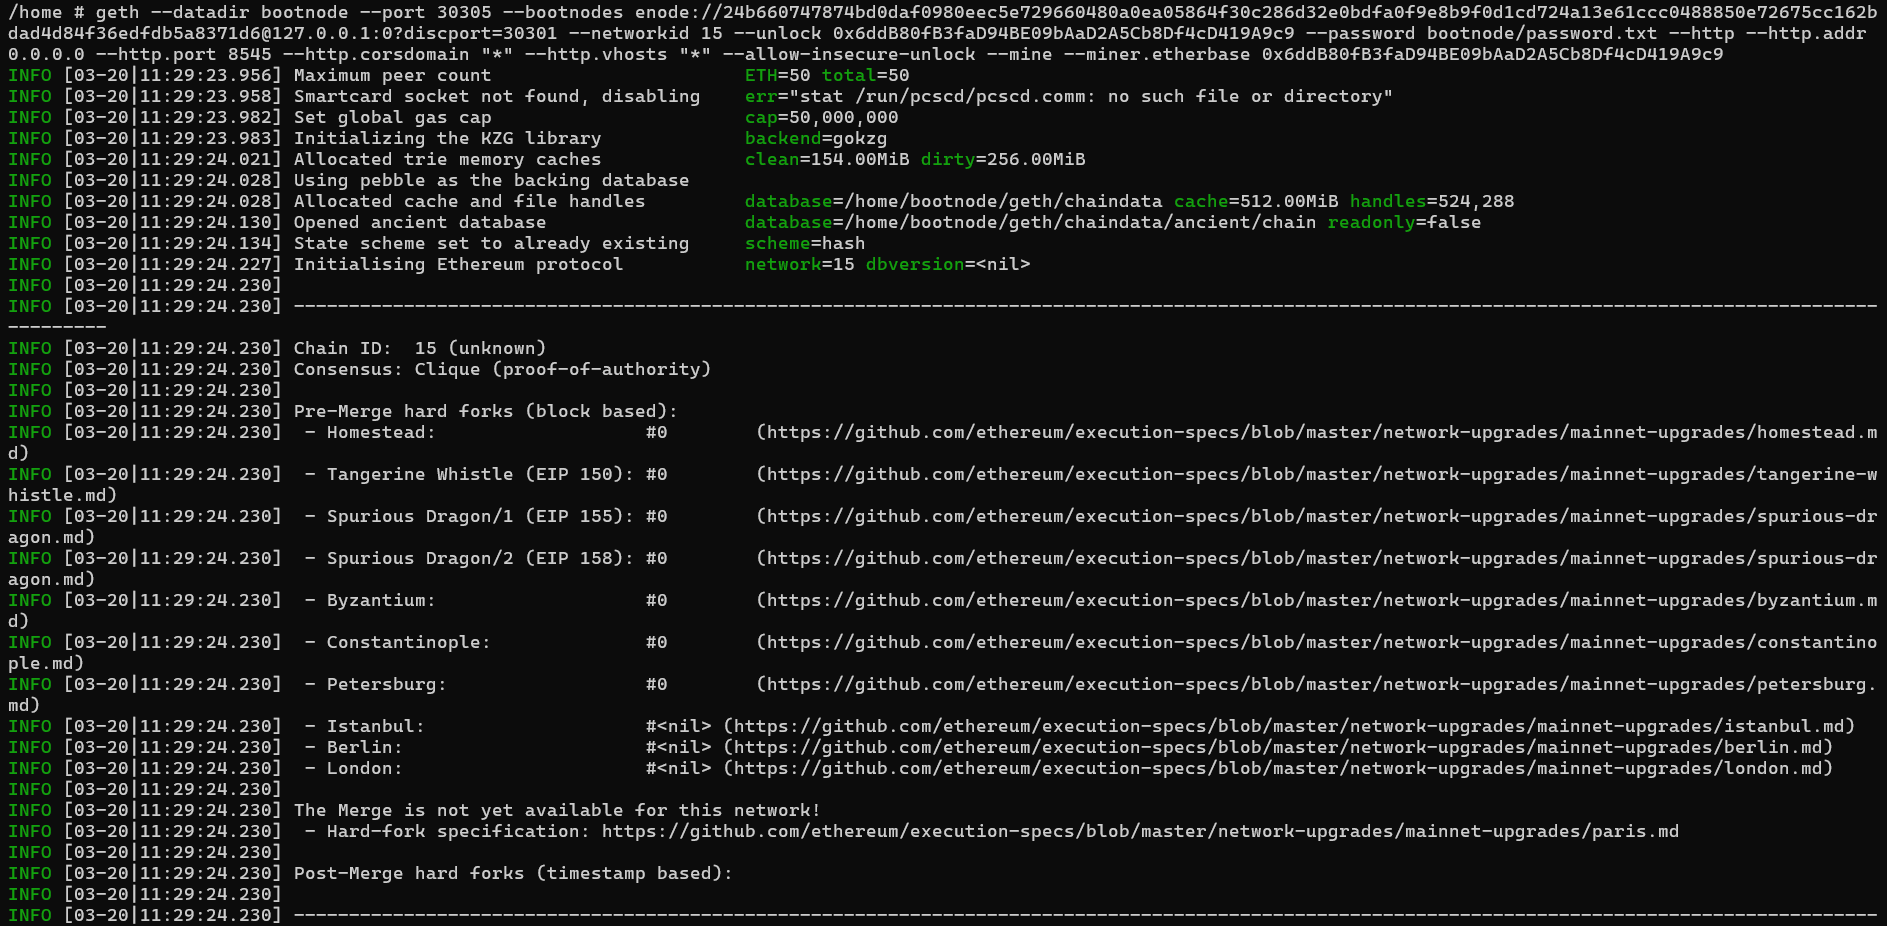 /home # geth --datadir bootnode --port 30305 --bootnodes enode://24b660747874bd0daf0980eec5e729660480a0ea05864f30c286d32e0bdfa0f9e8b9f0d1cd724a13e61ccc0488850e72675cc162b
dad4d84f36edfdb5a8371d6@127.0.0.1:0?discport=30301 --networkid 15 --unlock 0x6ddB80fB3faD94BE09bAaD2A5Cb8Df4cD419A9c9 --password bootnode/password.txt --http --http.addr
0.0.0.0 --http.port 8545 --http.corsdomain "*" --http.vhosts "*" --allow-insecure-unlock --mine --miner.etherbase 0x6ddB80fB3faD94BE09bAaD2A5Cb8Df4cD419A9c9
INFO [03-20|11:29:23.956] Maximum peer count                       ETH=50 total=50
INFO [03-20|11:29:23.958] Smartcard socket not found, disabling    err="stat /run/pcscd/pcscd.comm: no such file or directory"
INFO [03-20|11:29:23.982] Set global gas cap                       cap=50,000,000
INFO [03-20|11:29:23.983] Initializing the KZG library             backend=gokzg
INFO [03-20|11:29:24.021] Allocated trie memory caches             clean=154.00MiB dirty=256.00MiB
INFO [03-20|11:29:24.028] Using pebble as the backing database
INFO [03-20|11:29:24.028] Allocated cache and file handles         database=/home/bootnode/geth/chaindata cache=512.00MiB handles=524,288
INFO [03-20|11:29:24.130] Opened ancient database                  database=/home/bootnode/geth/chaindata/ancient/chain readonly=false
INFO [03-20|11:29:24.134] State scheme set to already existing     scheme=hash
INFO [03-20|11:29:24.227] Initialising Ethereum protocol           network=15 dbversion=<nil>
INFO [03-20|11:29:24.230]
INFO [03-20|11:29:24.230] ------------------------------------------------------------------------------------------------------------------------------------------------
---------
INFO [03-20|11:29:24.230] Chain ID:  15 (unknown)
INFO [03-20|11:29:24.230] Consensus: Clique (proof-of-authority)
INFO [03-20|11:29:24.230]
INFO [03-20|11:29:24.230] Pre-Merge hard forks (block based):
INFO [03-20|11:29:24.230]  - Homestead:                   #0        (https://github.com/ethereum/execution-specs/blob/master/network-upgrades/mainnet-upgrades/homestead.m
d)
INFO [03-20|11:29:24.230]  - Tangerine Whistle (EIP 150): #0        (https://github.com/ethereum/execution-specs/blob/master/network-upgrades/mainnet-upgrades/tangerine-w
histle.md)
INFO [03-20|11:29:24.230]  - Spurious Dragon/1 (EIP 155): #0        (https://github.com/ethereum/execution-specs/blob/master/network-upgrades/mainnet-upgrades/spurious-dr
agon.md)
INFO [03-20|11:29:24.230]  - Spurious Dragon/2 (EIP 158): #0        (https://github.com/ethereum/execution-specs/blob/master/network-upgrades/mainnet-upgrades/spurious-dr
agon.md)
INFO [03-20|11:29:24.230]  - Byzantium:                   #0        (https://github.com/ethereum/execution-specs/blob/master/network-upgrades/mainnet-upgrades/byzantium.m
d)
INFO [03-20|11:29:24.230]  - Constantinople:              #0        (https://github.com/ethereum/execution-specs/blob/master/network-upgrades/mainnet-upgrades/constantino
ple.md)
INFO [03-20|11:29:24.230]  - Petersburg:                  #0        (https://github.com/ethereum/execution-specs/blob/master/network-upgrades/mainnet-upgrades/petersburg.
md)
INFO [03-20|11:29:24.230]  - Istanbul:                    #<nil> (https://github.com/ethereum/execution-specs/blob/master/network-upgrades/mainnet-upgrades/istanbul.md)
INFO [03-20|11:29:24.230]  - Berlin:                      #<nil> (https://github.com/ethereum/execution-specs/blob/master/network-upgrades/mainnet-upgrades/berlin.md)
INFO [03-20|11:29:24.230]  - London:                      #<nil> (https://github.com/ethereum/execution-specs/blob/master/network-upgrades/mainnet-upgrades/london.md)
INFO [03-20|11:29:24.230]
INFO [03-20|11:29:24.230] The Merge is not yet available for this network!
INFO [03-20|11:29:24.230]  - Hard-fork specification: https://github.com/ethereum/execution-specs/blob/master/network-upgrades/mainnet-upgrades/paris.md
INFO [03-20|11:29:24.230]
INFO [03-20|11:29:24.230] Post-Merge hard forks (timestamp based):
INFO [03-20|11:29:24.230]
INFO [03-20|11:29:24.230] ------------------------------------------------------------------------------------------------------------------------------------------------